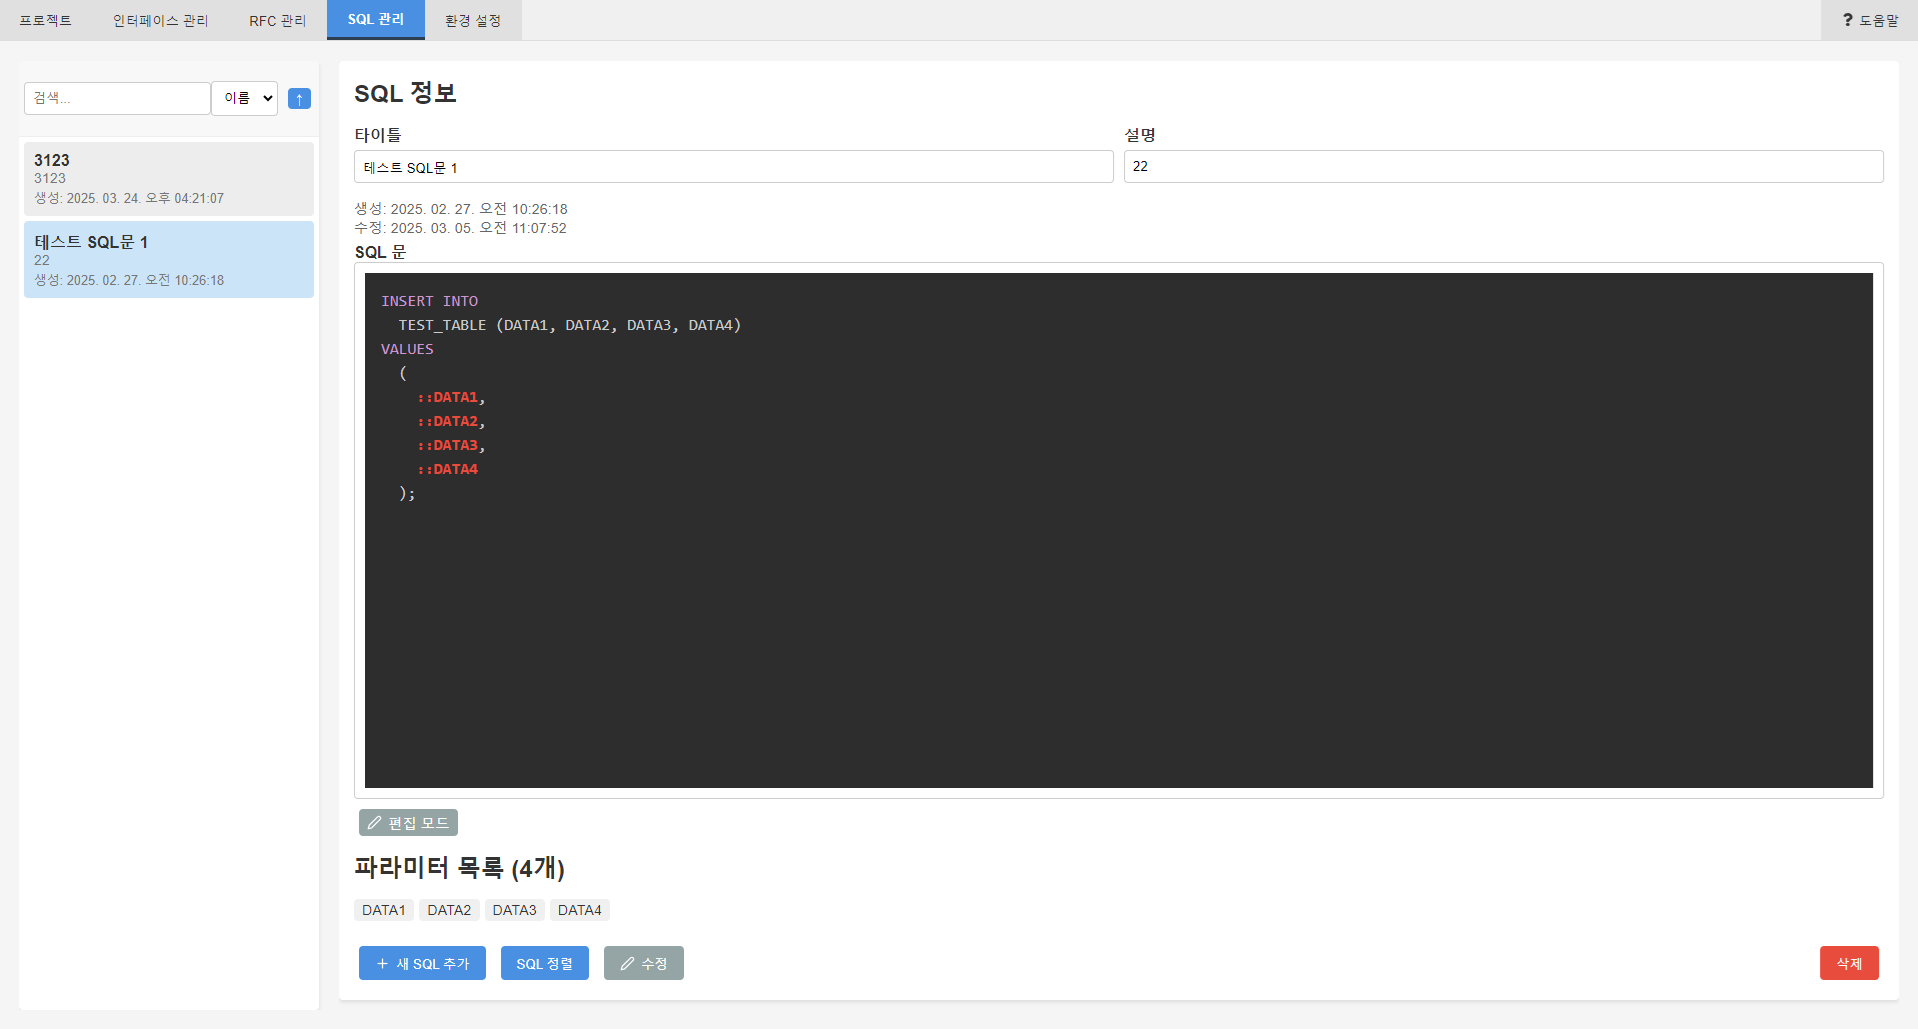 프로젝트
인터페이스 관리
RFC 관리
SQL 관리
환경 설정
? 도움말
검색...
이름
↑
3123
3123
생성: 2025. 03. 24. 오후 04:21:07
테스트 SQL문 1
22
생성: 2025. 02. 27. 오전 10:26:18
SQL 정보
타이틀
설명
테스트 SQL문 1
22
생성: 2025. 02. 27. 오전 10:26:18
수정: 2025. 03. 05. 오전 11:07:52
SQL 문
INSERT INTO
TEST_TABLE (DATA1, DATA2, DATA3, DATA4)
VALUES
(
::DATA1,
::DATA2,
::DATA3,
::DATA4
);
편집 모드
파라미터 목록 (4개)
DATA1 DATA2 DATA3 DATA4
+ 새 SQL 추가
SQL 정렬
수정
삭제